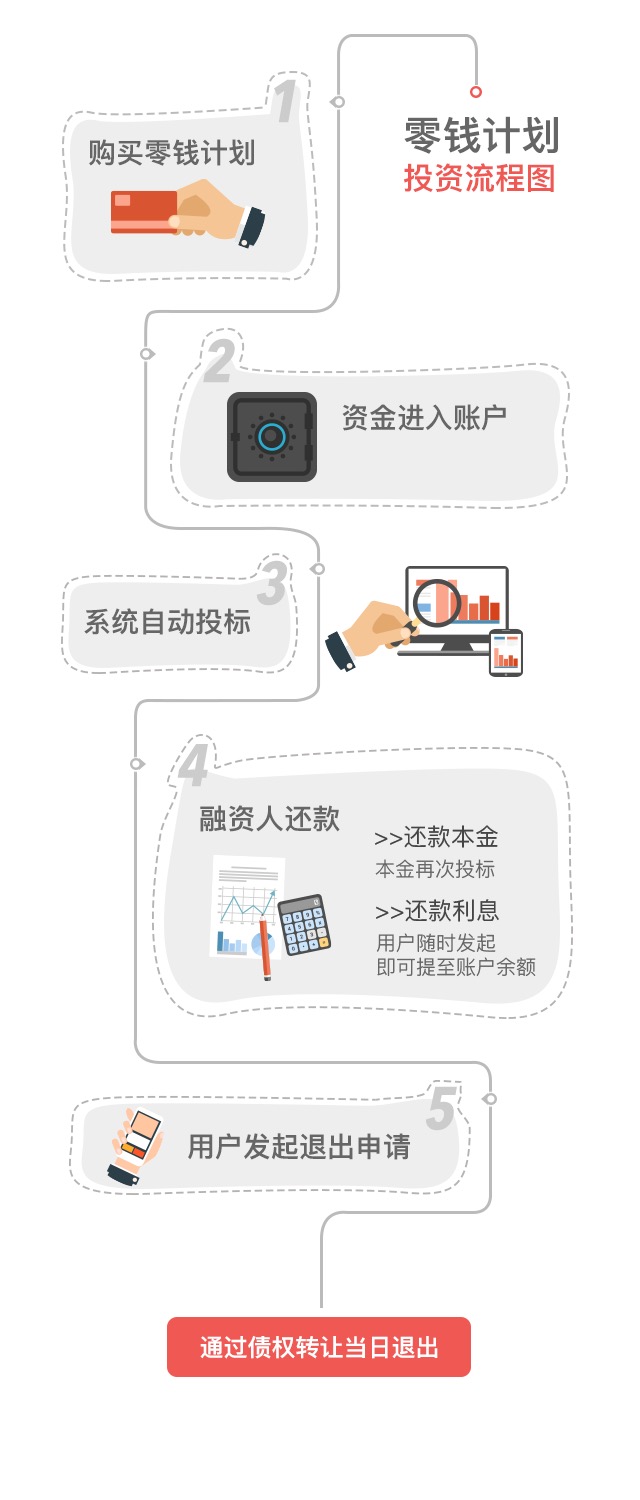 零钱计划
投资流程图
1
购买零钱计划
2
资金进入账户
3
系统自动投标
4
融资人还款
>>还款本金
本金再次投标
>>还款利息
用户随时发起
即可提至账户余额
5
用户发起退出申请
通过债权转让当日退出